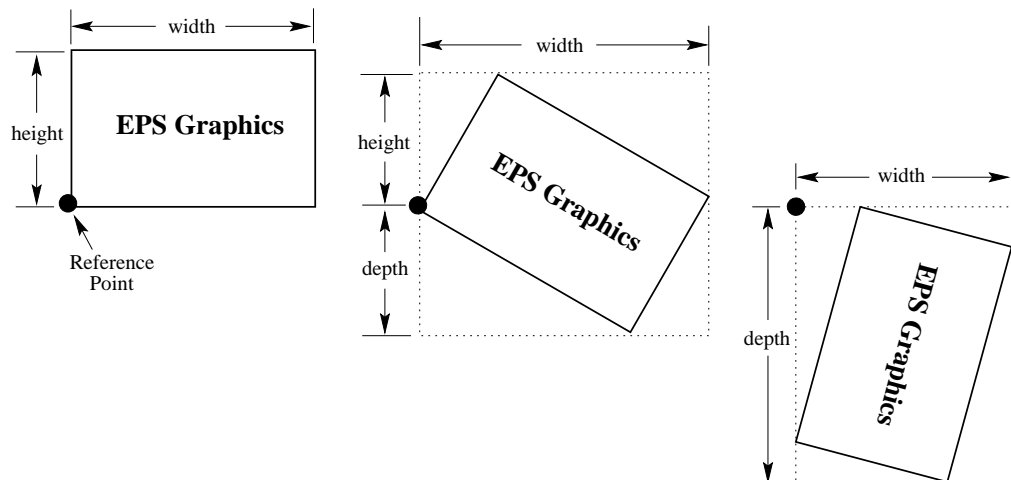 width
height
EPS Graphics
Reference
Point
width
height
EPS Graphics
depth
width
depth
EPS Graphics